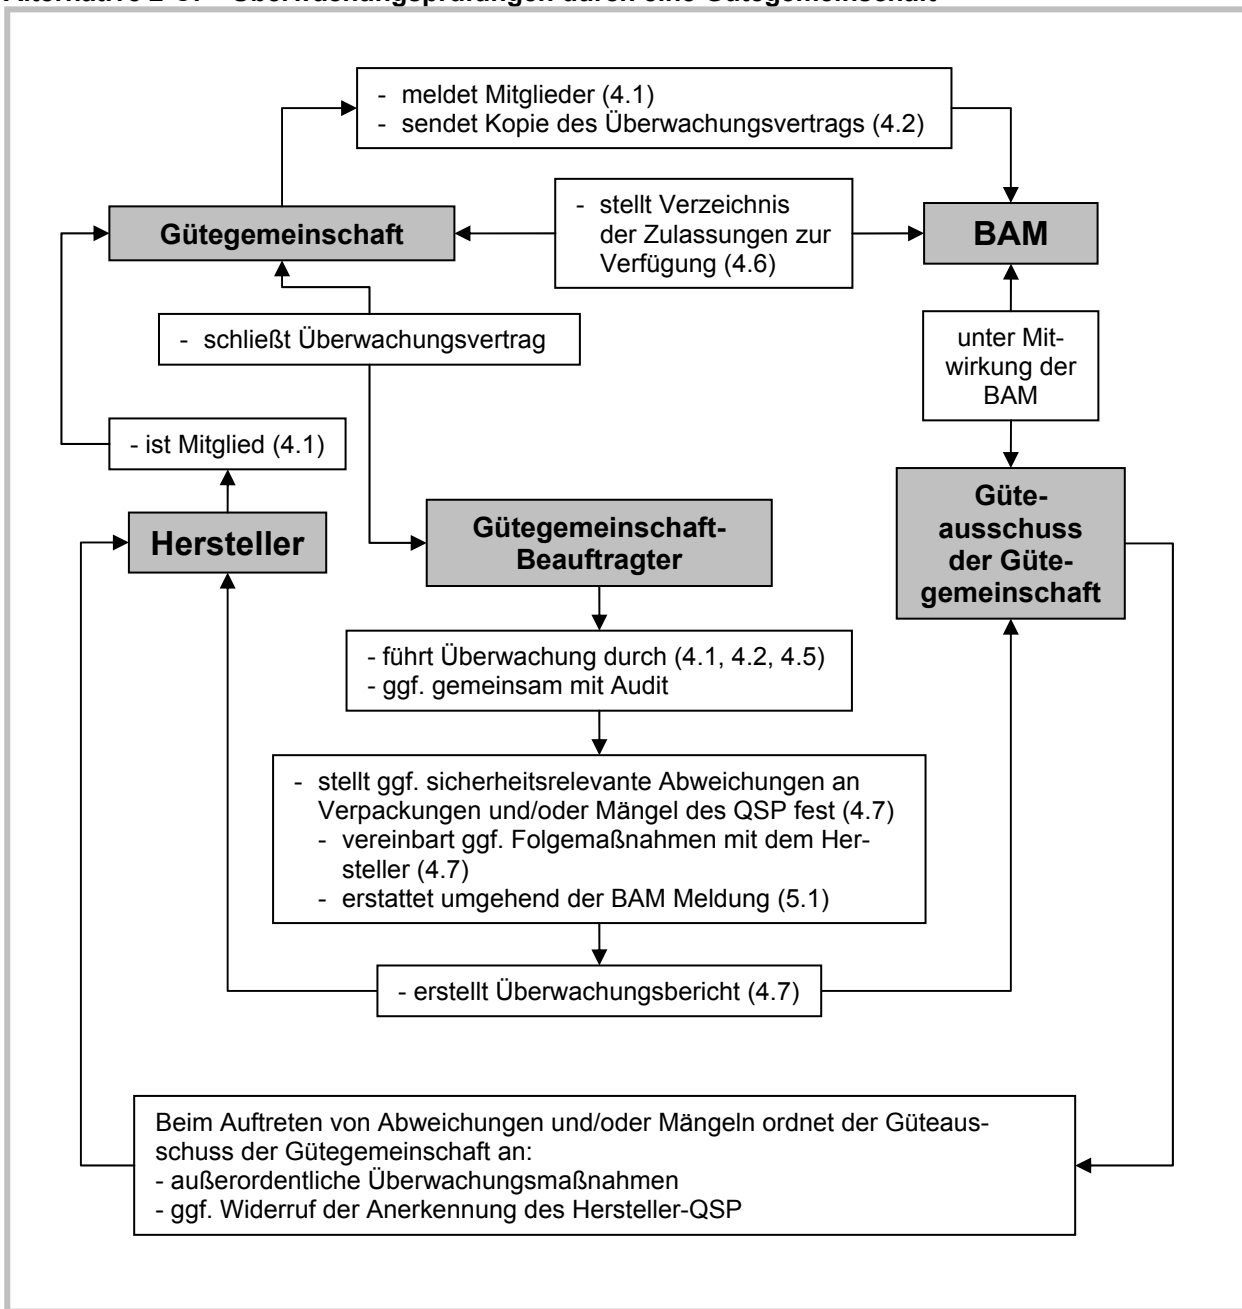 - meldet Mitglieder (4.1)
- sendet Kopie des Überwachungsvertrags (4.2)
- stellt Verzeichnis
der Zulassungen zur
Verfügung (4.6)
Gütegemeinschaft
BAM
- schließt Überwachungsvertrag
unter Mit-
wirkung der
BAM
- ist Mitglied (4.1)
Hersteller
Gütegemeinschaft-
Beauftragter
Güte-
ausschuss
der Güte-
gemeinschaft
- führt Überwachung durch (4.1, 4.2, 4.5)
- ggf. gemeinsam mit Audit
- stellt ggf. sicherheitsrelevante Abweichungen an
Verpackungen und/oder Mängel des QSP fest (4.7)
- vereinbart ggf. Folgemaßnahmen mit dem Her-
steller (4.7)
- erstattet umgehend der BAM Meldung (5.1)
- erstellt Überwachungsbericht (4.7)
Beim Auftreten von Abweichungen und/oder Mängeln ordnet der Güteaus-
schuss der Gütegemeinschaft an:
- außerordentliche Überwachungsmaßnahmen
- ggf. Widerruf der Anerkennung des Hersteller-QSP